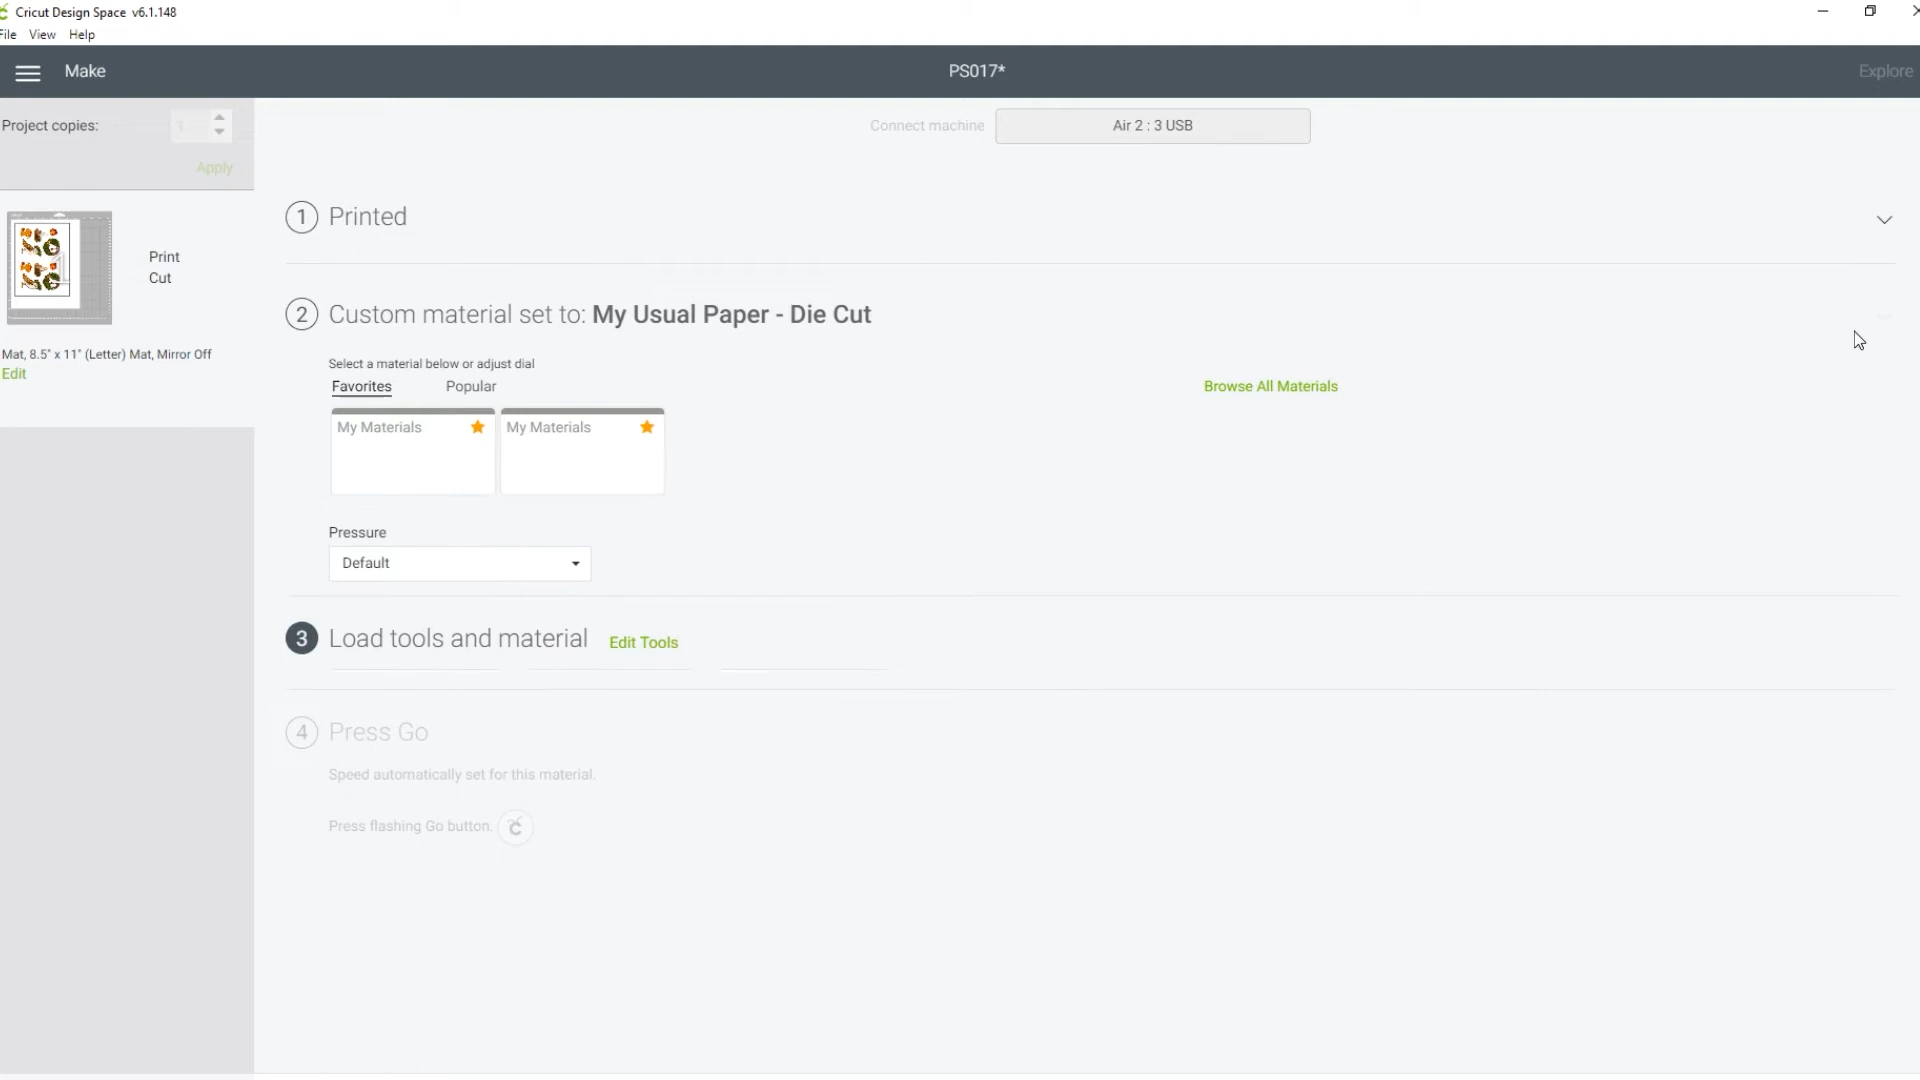 Cricut Design Space v6.1.148
File View Help
Make
PS017*
Explore
Project copies:
1
Apply
Connect machine
Air 2 : 3 USB
1 Printed
Print
Cut
Mat, 8.5" x 11" (Letter) Mat, Mirror Off
Edit
2 Custom material set to: My Usual Paper - Die Cut
Select a material below or adjust dial
Favorites Popular
Browse All Materials
My Materials My Materials
Pressure
Default
3 Load tools and material Edit Tools
4 Press Go
Speed automatically set for this material.
Press flashing Go button.